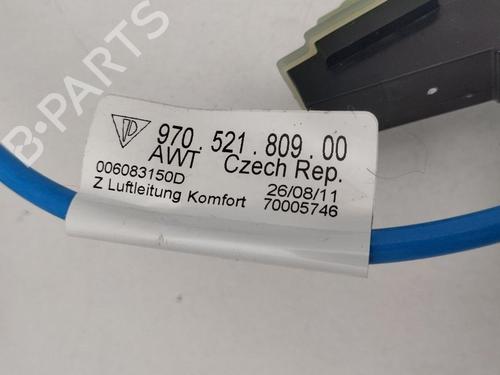 B-PARTS
970.521.809.00
AWT Czech Rep.
006083150D 26/08/11
Z Luftleitung Komfort 70005746